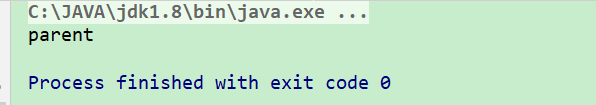 C:\JAVA\jdk1.8\bin\java.exe ...
parent
Process finished with exit code 0